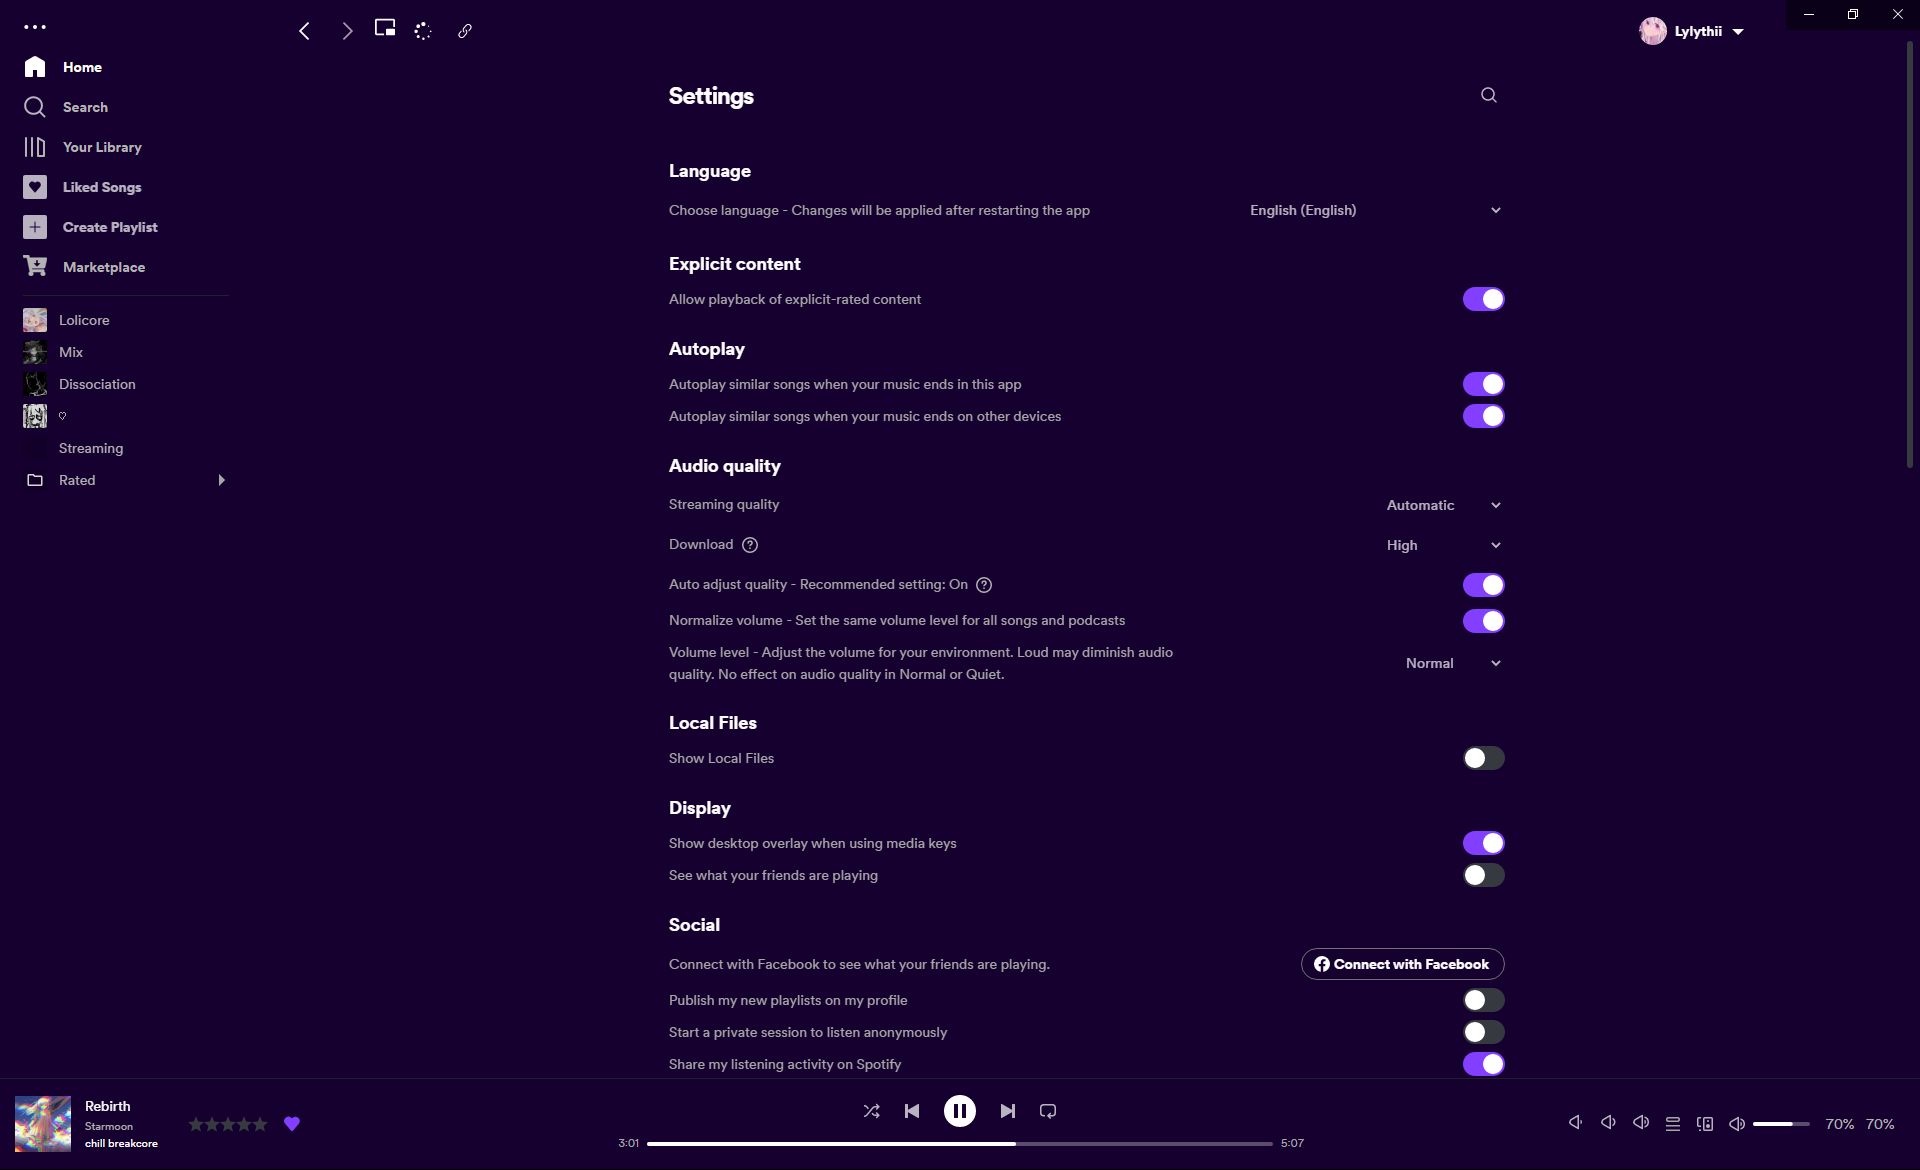 Home
Search
Your Library
Liked Songs
Create Playlist
Marketplace
Lolicore
Mix
Dissociation
♡
Streaming
Rated
Lylythii
Settings
Language
Choose language - Changes will be applied after restarting the app
English (English)
Explicit content
Allow playback of explicit-rated content
Autoplay
Autoplay similar songs when your music ends in this app
Autoplay similar songs when your music ends on other devices
Audio quality
Streaming quality
Automatic
Download
High
Auto adjust quality - Recommended setting: On
Normalize volume - Set the same volume level for all songs and podcasts
Volume level - Adjust the volume for your environment. Loud may diminish audio
quality. No effect on audio quality in Normal or Quiet.
Normal
Local Files
Show Local Files
Display
Show desktop overlay when using media keys
See what your friends are playing
Social
Connect with Facebook to see what your friends are playing.
Connect with Facebook
Publish my new playlists on my profile
Start a private session to listen anonymously
Share my listening activity on Spotify
Rebirth
Starmoon
chill breakcore
3:01
5:07
70% 70%